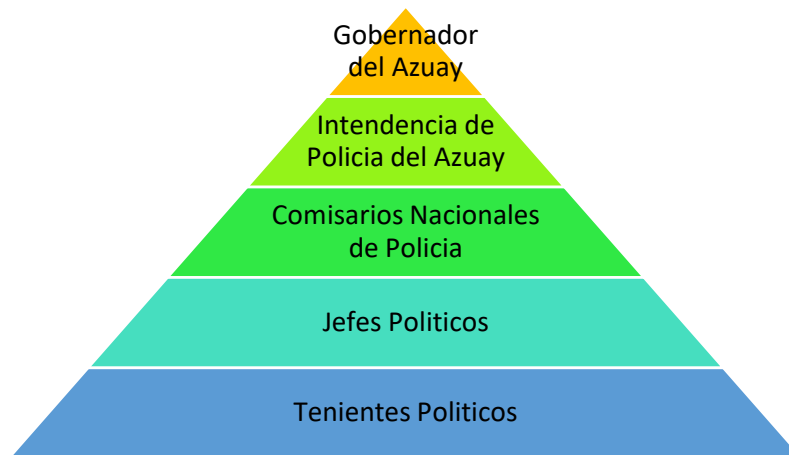 Gobernador
del Azuay
Intendencia de
Policia del Azuay
Comisarios Nacionales
de Policia
Jefes Politicos
Tenientes Politicos